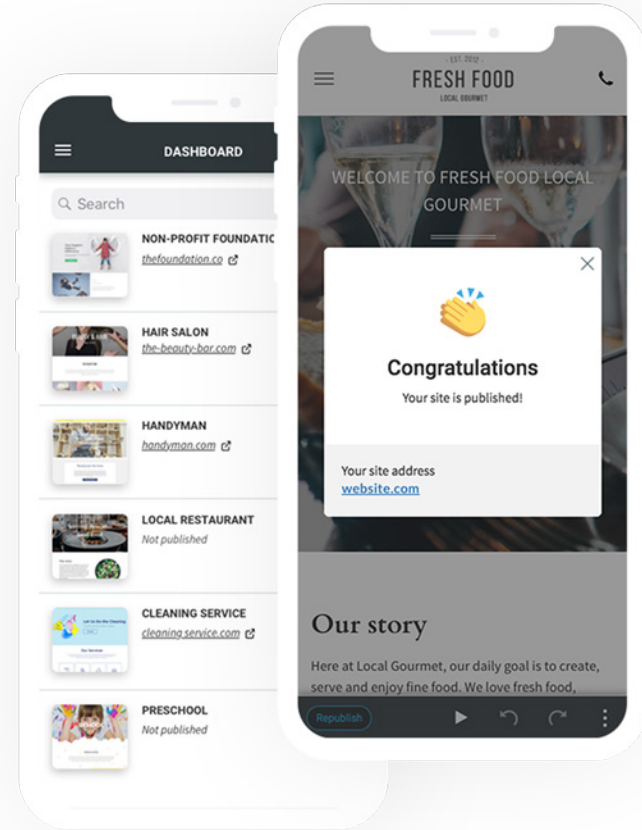 DASHBOARD
Search
NON-PROFIT FOUNDATIC
thefoundation.co
HAIR SALON
the-beauty-bar.com
HANDYMAN
handyman.com
LOCAL RESTAURANT
Not published
CLEANING SERVICE
cleaning service.com
PRESCHOOL
Not published
- EST. 2012 -
FRESH FOOD
LOCAL GOURMET
WELCOME TO FRESH FOOD LOCAL
GOURMET
Congratulations
Your site is published!
Your site address
website.com
Our story
Here at Local Gourmet, our daily goal is to create,
serve and enjoy fine food. We love fresh food,
Republish